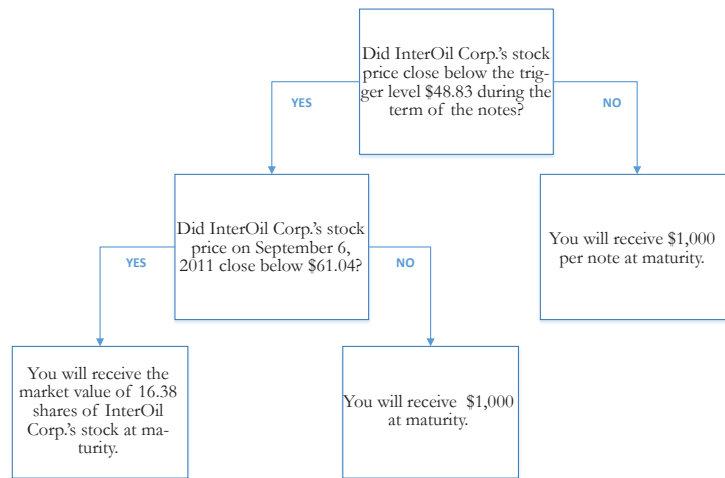 Did InterOil Corp.'s stock
price close below the trig-
ger level $48.83 during the
term of the notes?
YES
NO
Did InterOil Corp.'s stock
price on September 6,
2011 close below $61.04?
You will receive $1,000
per note at maturity.
YES
NO
You will receive the
market value of 16.38
shares of InterOil
Corp.'s stock at ma-
turity.
You will receive $1,000
at maturity.